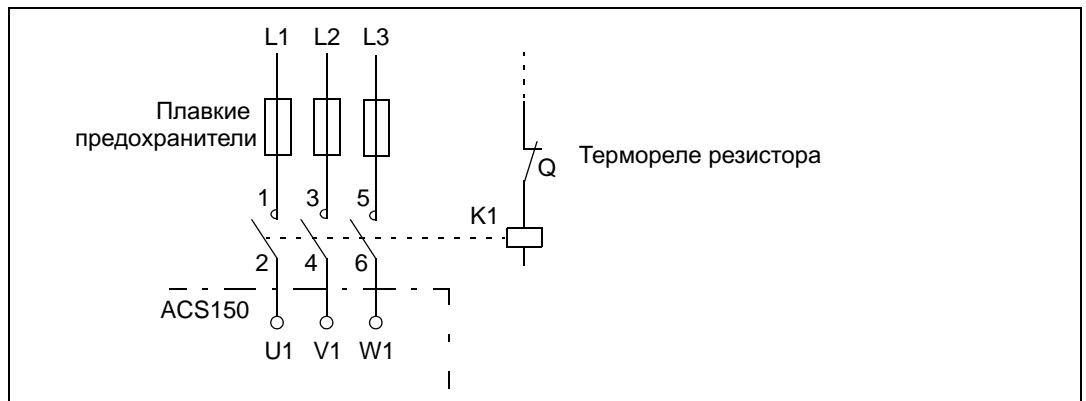 L1 L2 L3
Плавкие
предохранители
Термореле резистора
Q
1 3 5
K1
2 4 6
ACS150
U1 V1 W1